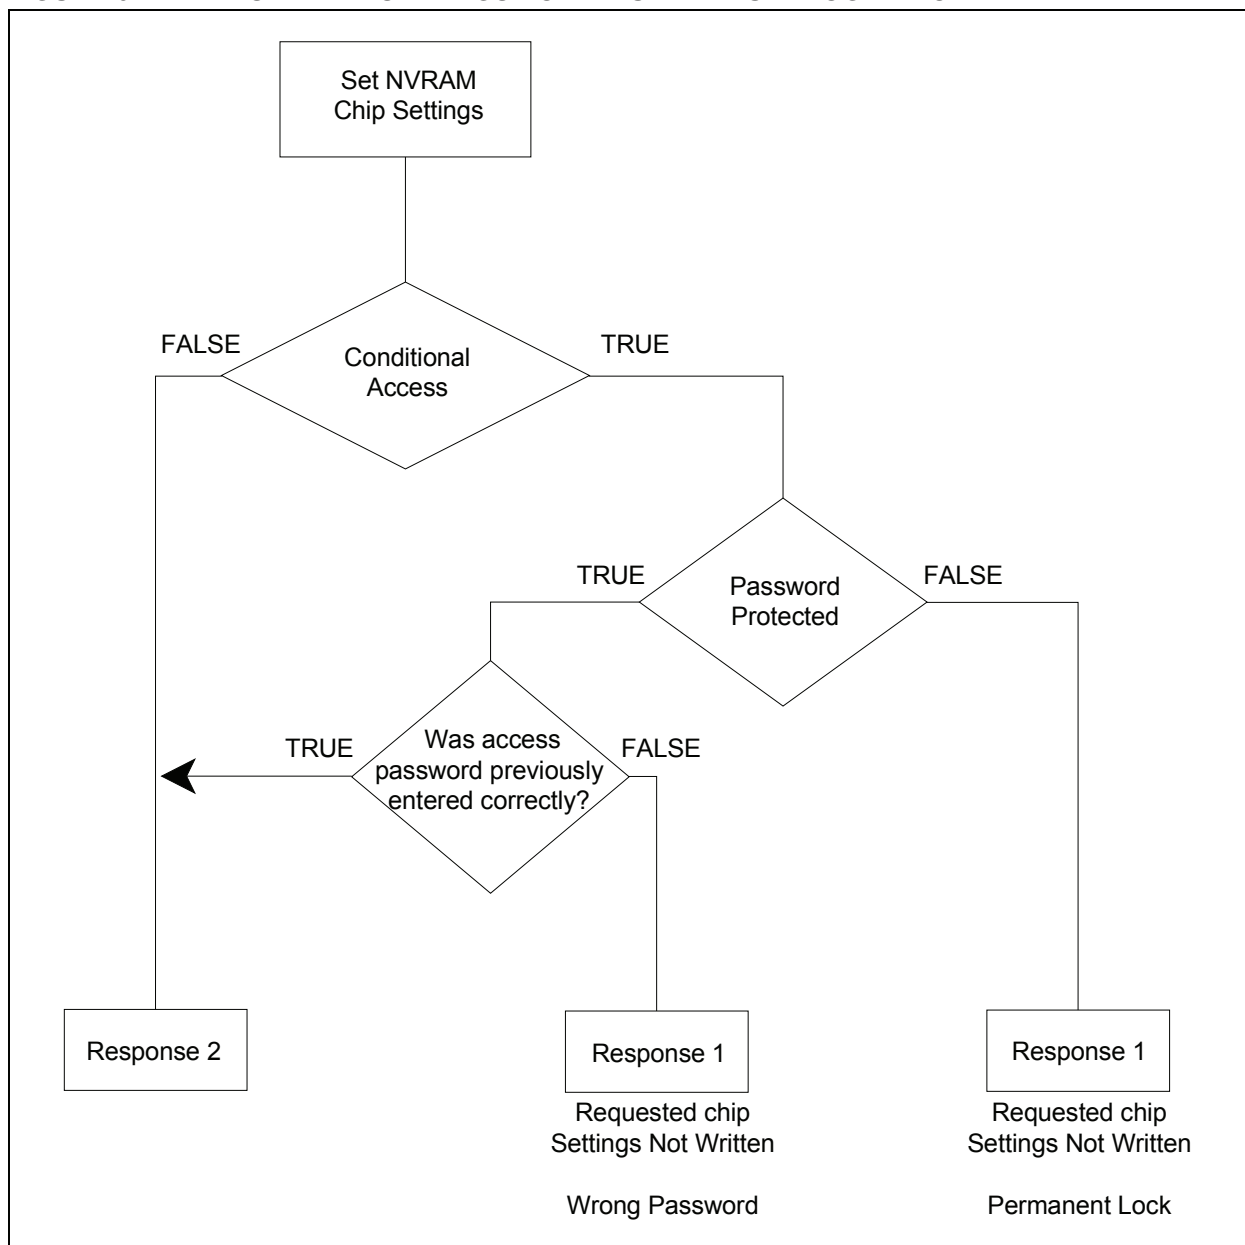 Set NVRAM
Chip Settings
FALSE
TRUE
Conditional
Access
TRUE
FALSE
Password
Protected
TRUE
FALSE
Was access
password previously
entered correctly?
Response 2
Response 1
Response 1
Requested chip
Settings Not Written
Requested chip
Settings Not Written
Wrong Password
Permanent Lock